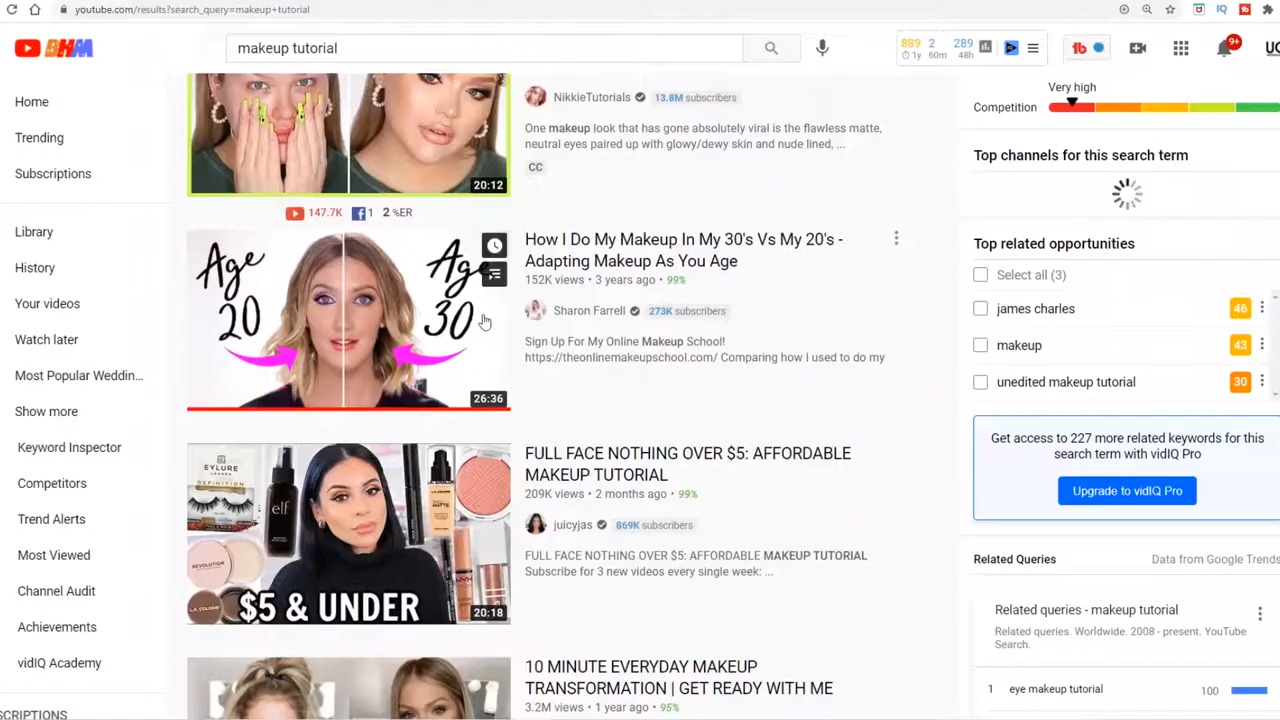 youtube.com/results?search_query=makeup+tutorial
BHM
makeup tutorial
889 2 289
1y 60m 48h
9+
Home
Trending
Subscriptions
Library
History
Your videos
Watch later
Most Popular Weddin...
Show more
Keyword Inspector
Competitors
Trend Alerts
Most Viewed
Channel Audit
Achievements
vidIQ Academy
SCRIPTIONS
20:12
NikkieTutorials 13.8M subscribers
One makeup look that has gone absolutely viral is the flawless matte,
neutral eyes paired up with glowy/dewy skin and nude lined, ...
CC
147.7K 1 2 %ER
Age
20
Age
30
26:36
How I Do My Makeup In My 30's Vs My 20's -
Adapting Makeup As You Age
152K views • 3 years ago • 99%
Sharon Farrell 273K subscribers
Sign Up For My Online Makeup School!
https://theonlinemakeupschool.com/ Comparing how I used to do my
EYLURE
LONDON
DEFINITION
elf
REVOLUTION
L.A. COLORS
L.A. GIRL
MATTE
NYX
$5 & UNDER
20:18
FULL FACE NOTHING OVER $5: AFFORDABLE
MAKEUP TUTORIAL
209K views • 2 months ago • 99%
juicyjas 869K subscribers
FULL FACE NOTHING OVER $5: AFFORDABLE MAKEUP TUTORIAL
Subscribe for 3 new videos every single week: ...
10 MINUTE EVERYDAY MAKEUP
TRANSFORMATION | GET READY WITH ME
3.2M views • 1 year ago • 95%
Very high
Competition
Top channels for this search term
Top related opportunities
Select all (3)
james charles 46
makeup 43
unedited makeup tutorial 30
Get access to 227 more related keywords for this
search term with vidIQ Pro
Upgrade to vidIQ Pro
Related Queries Data from Google Trends
Related queries - makeup tutorial
Related queries. Worldwide. 2008 - present. YouTube
Search.
1 eye makeup tutorial 100